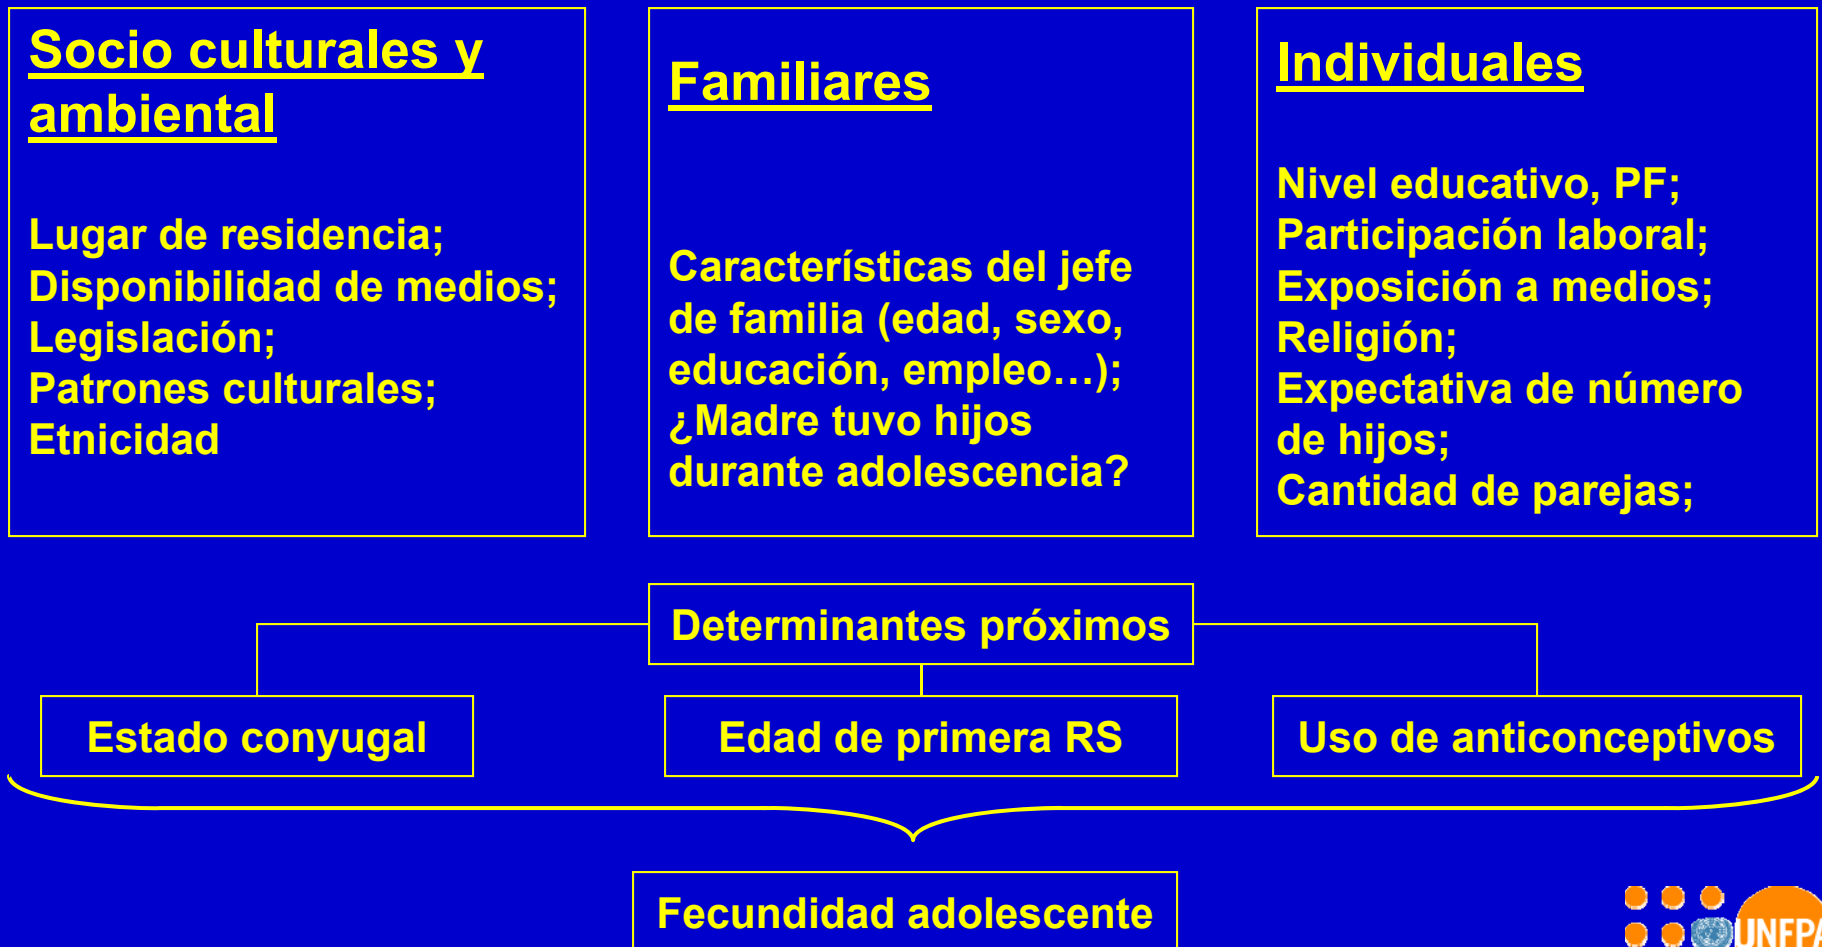 Socio culturales y
ambiental
Lugar de residencia;
Disponibilidad de medios;
Legislación;
Patrones culturales;
Etnicidad
Familiares
Características del jefe
de familia (edad, sexo,
educación, empleo…);
¿Madre tuvo hijos
durante adolescencia?
Individuales
Nivel educativo, PF;
Participación laboral;
Exposición a medios;
Religión;
Expectativa de número
de hijos;
Cantidad de parejas;
Determinantes próximos
Estado conyugal
Edad de primera RS
Uso de anticonceptivos
Fecundidad adolescente
UNFPA